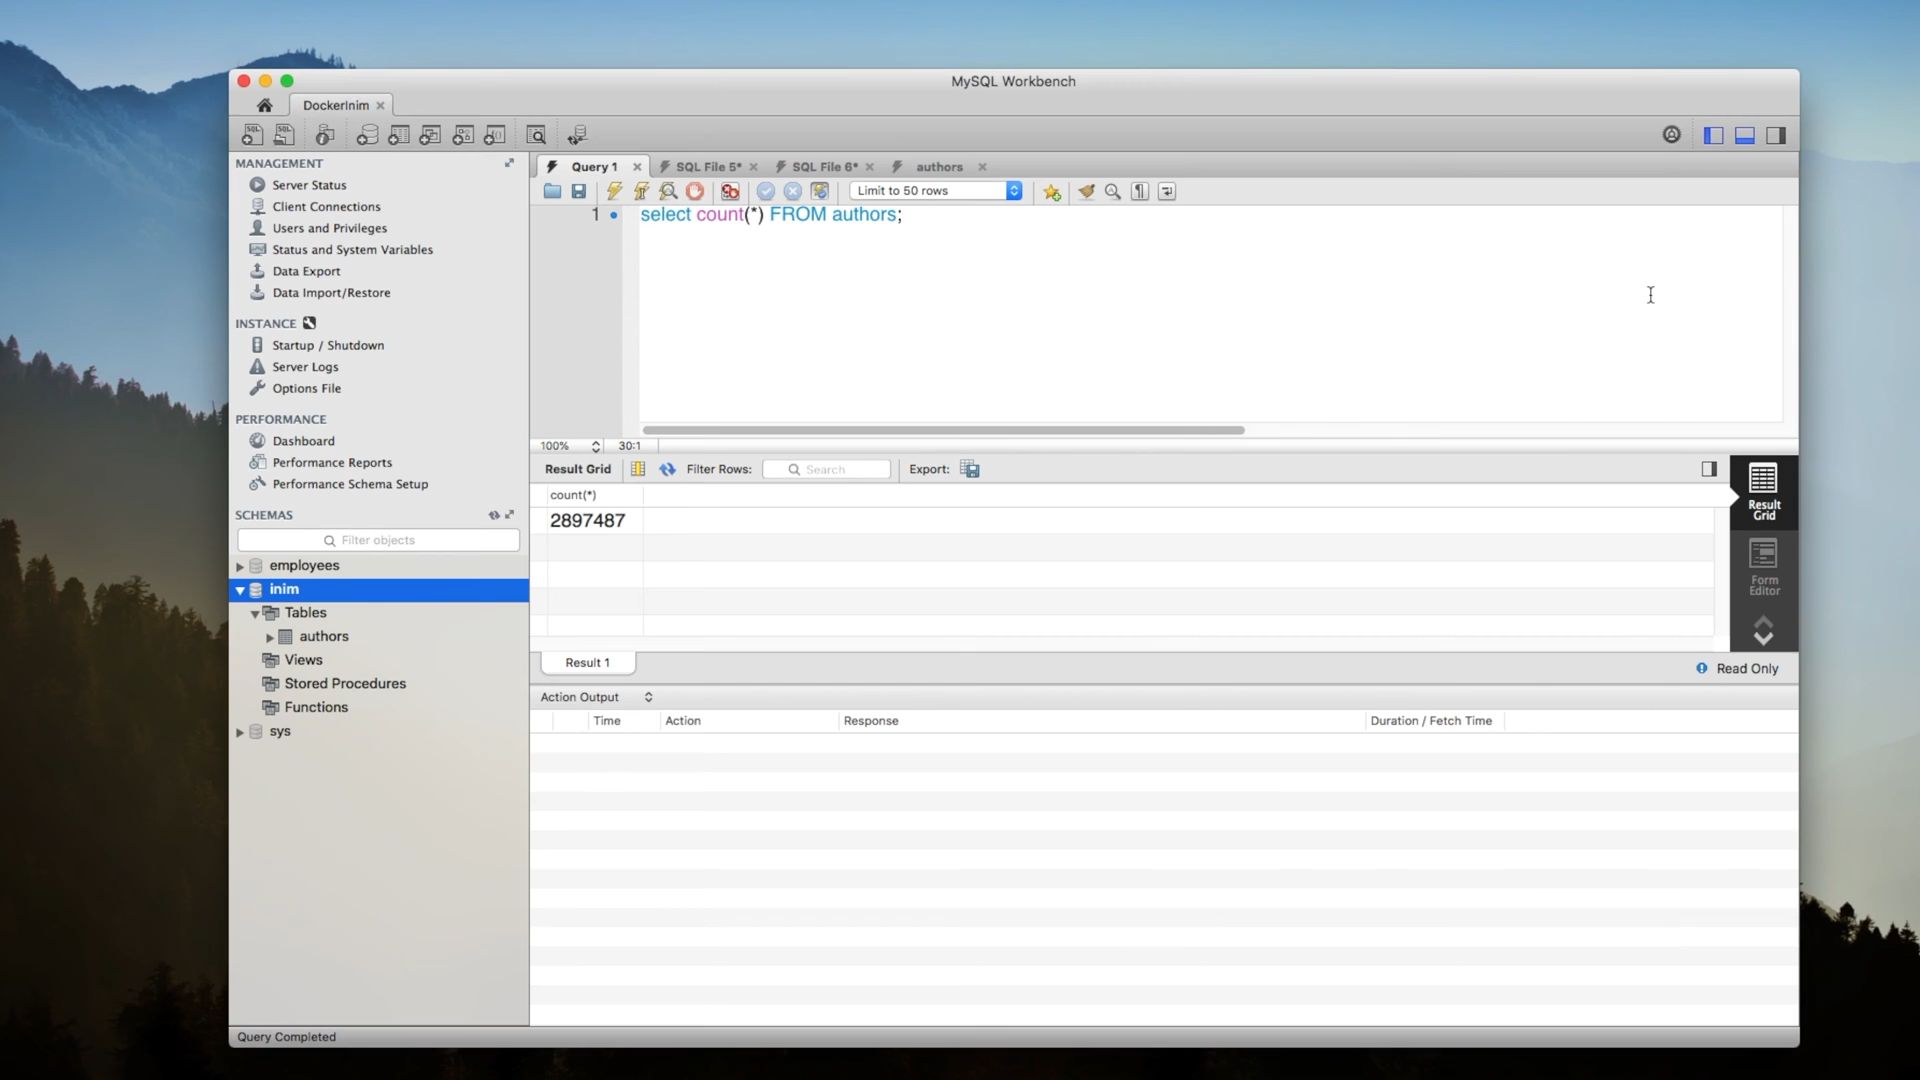 MySQL Workbench
DockerInim
MANAGEMENT
Server Status
Client Connections
Users and Privileges
Status and System Variables
Data Export
Data Import/Restore
INSTANCE
Startup / Shutdown
Server Logs
Options File
PERFORMANCE
Dashboard
Performance Reports
Performance Schema Setup
SCHEMAS
Filter objects
employees
inim
Tables
authors
Views
Stored Procedures
Functions
sys
Query 1 SQL File 5* SQL File 6* authors
Limit to 50 rows
1 select count(*) FROM authors;
100% 30:1
Result Grid Filter Rows: Search Export:
count(*)
2897487
Result Grid
Form Editor
Result 1
Read Only
Action Output
Time Action Response Duration / Fetch Time
Query Completed